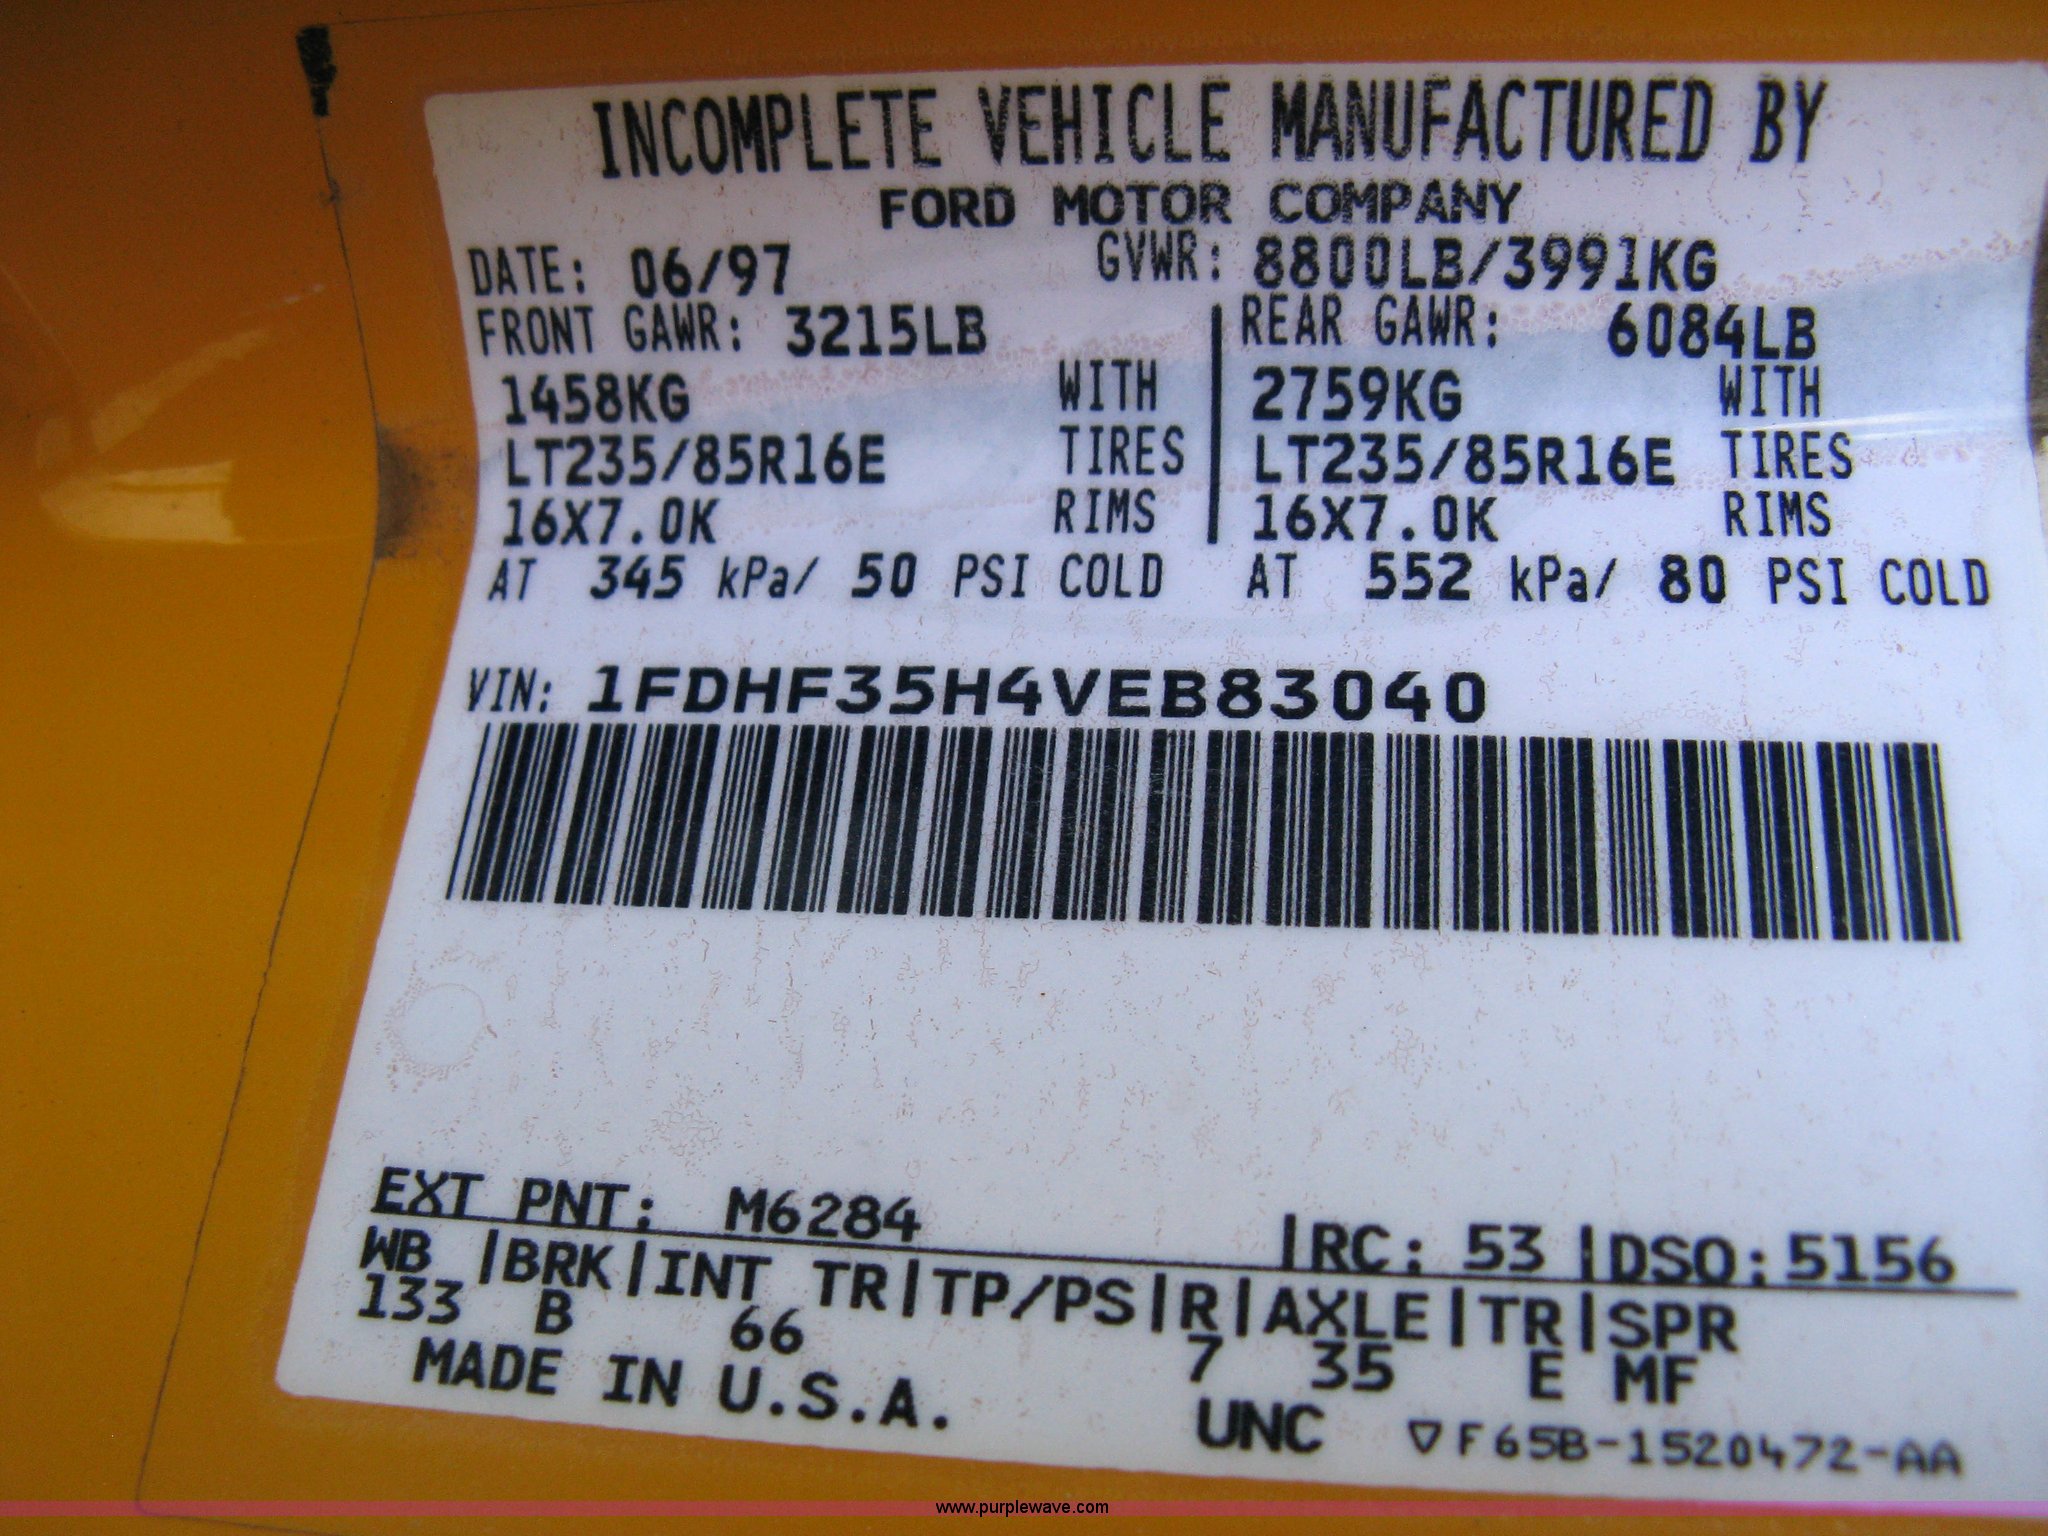 INCOMPLETE VEHICLE MANUFACTURED BY
FORD MOTOR COMPANY
DATE: 06/97 GVWR: 8800LB/3991KG
FRONT GAWR: 3215LB REAR GAWR: 6084LB
1458KG WITH 2759KG WITH
LT235/85R16E TIRES LT235/85R16E TIRES
16X7.0K RIMS 16X7.0K RIMS
AT 345 kPa/ 50 PSI COLD AT 552 kPa/ 80 PSI COLD
VIN: 1FDHF35H4VEB83040
EXT PNT: M6284 |RC: 53 |DSO:5156
WB |BRK|INT TR|TP/PS|R|AXLE|TR|SPR
133 B 66 7 35 E MF
MADE IN U.S.A. UNC ▽F65B-1520472-AA
www.purplewave.com